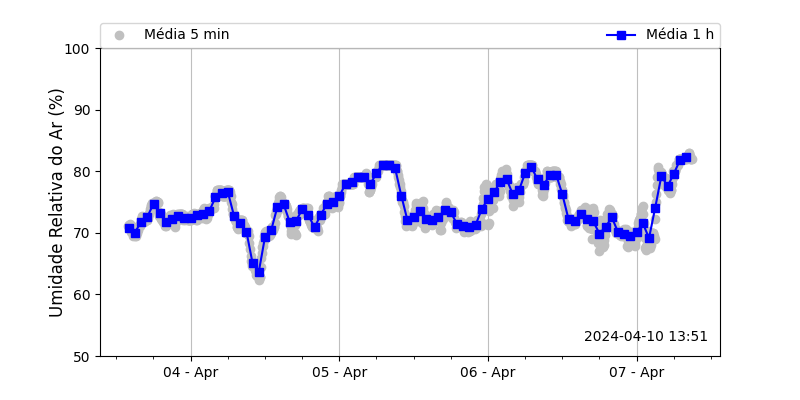 Média 5 min
Média 1 h
Umidade Relativa do Ar (%)
100
90
80
70
60
50
2024-04-10 13:51
04 - Apr
05 - Apr
06 - Apr
07 - Apr